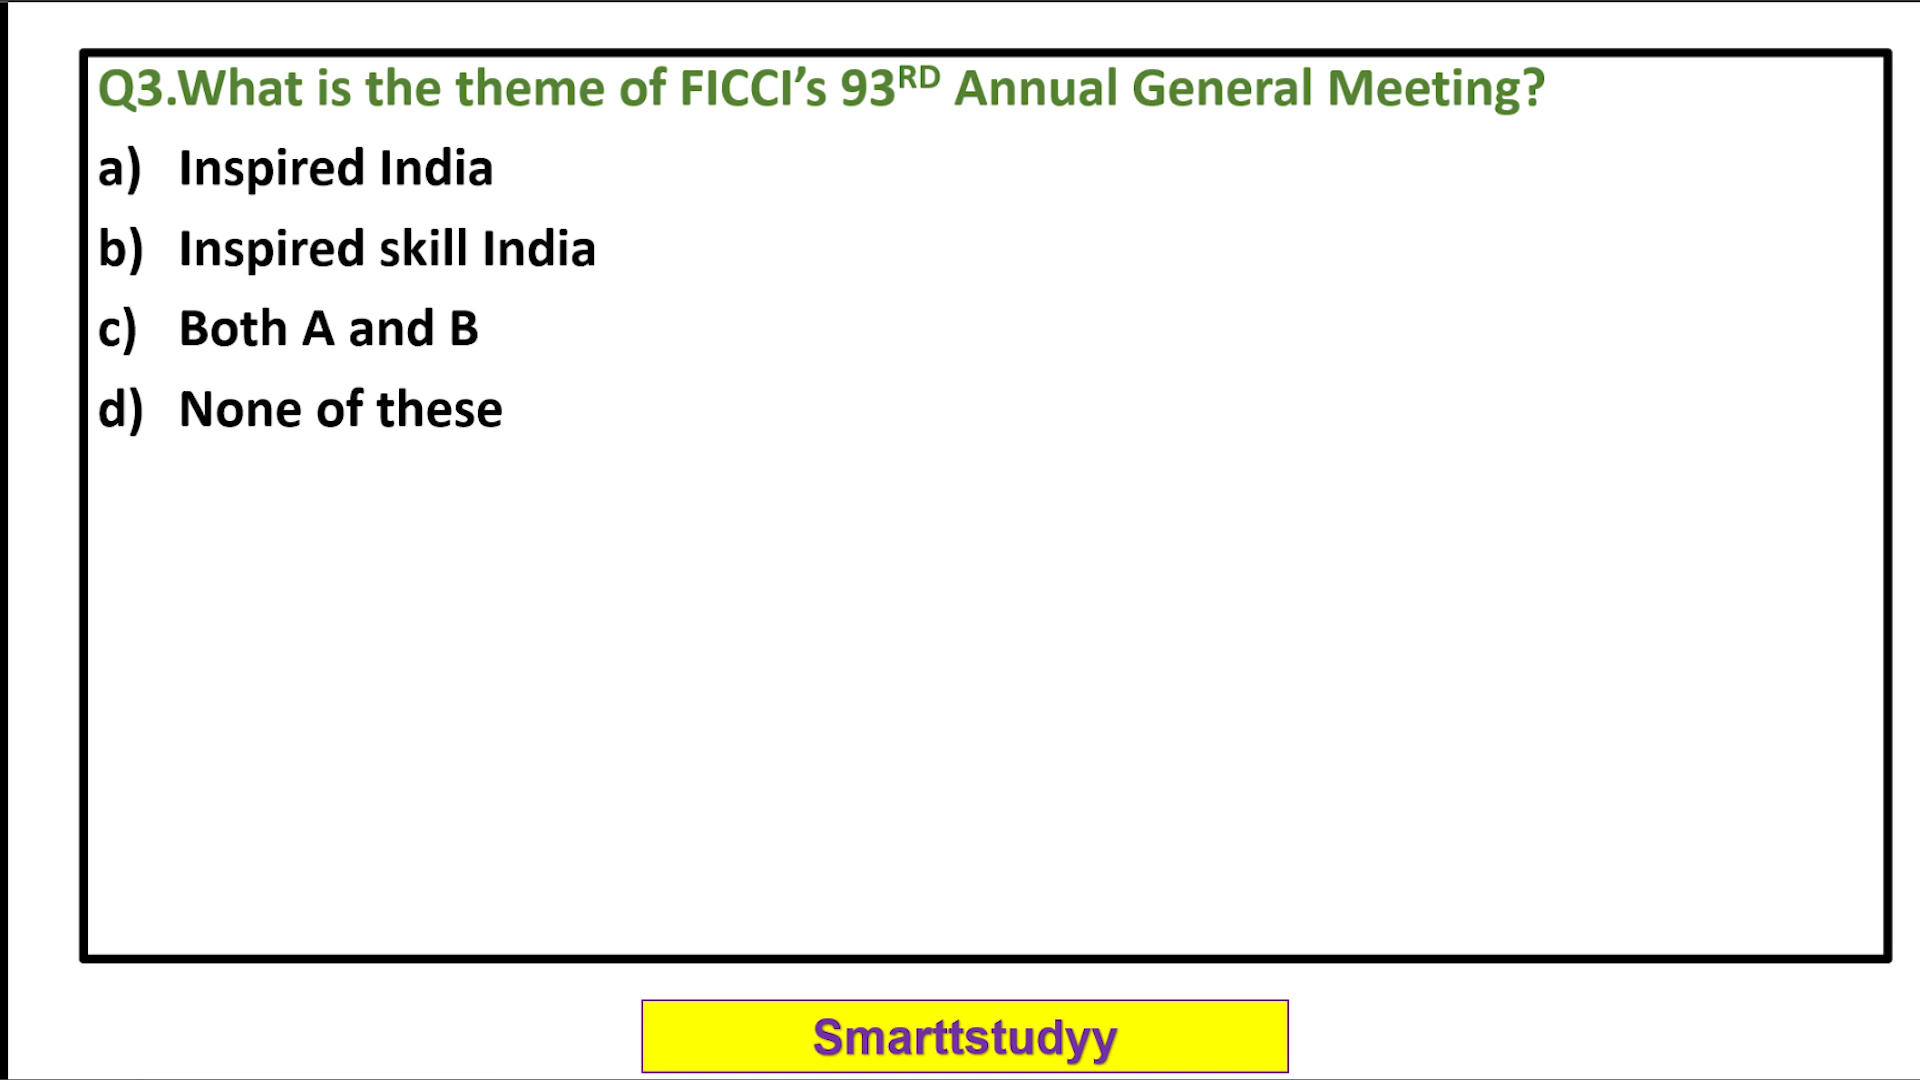 Q3.What is the theme of FICCI’s 93RD Annual General Meeting?
a) Inspired India
b) Inspired skill India
c) Both A and B
d) None of these
Smarttstudyy